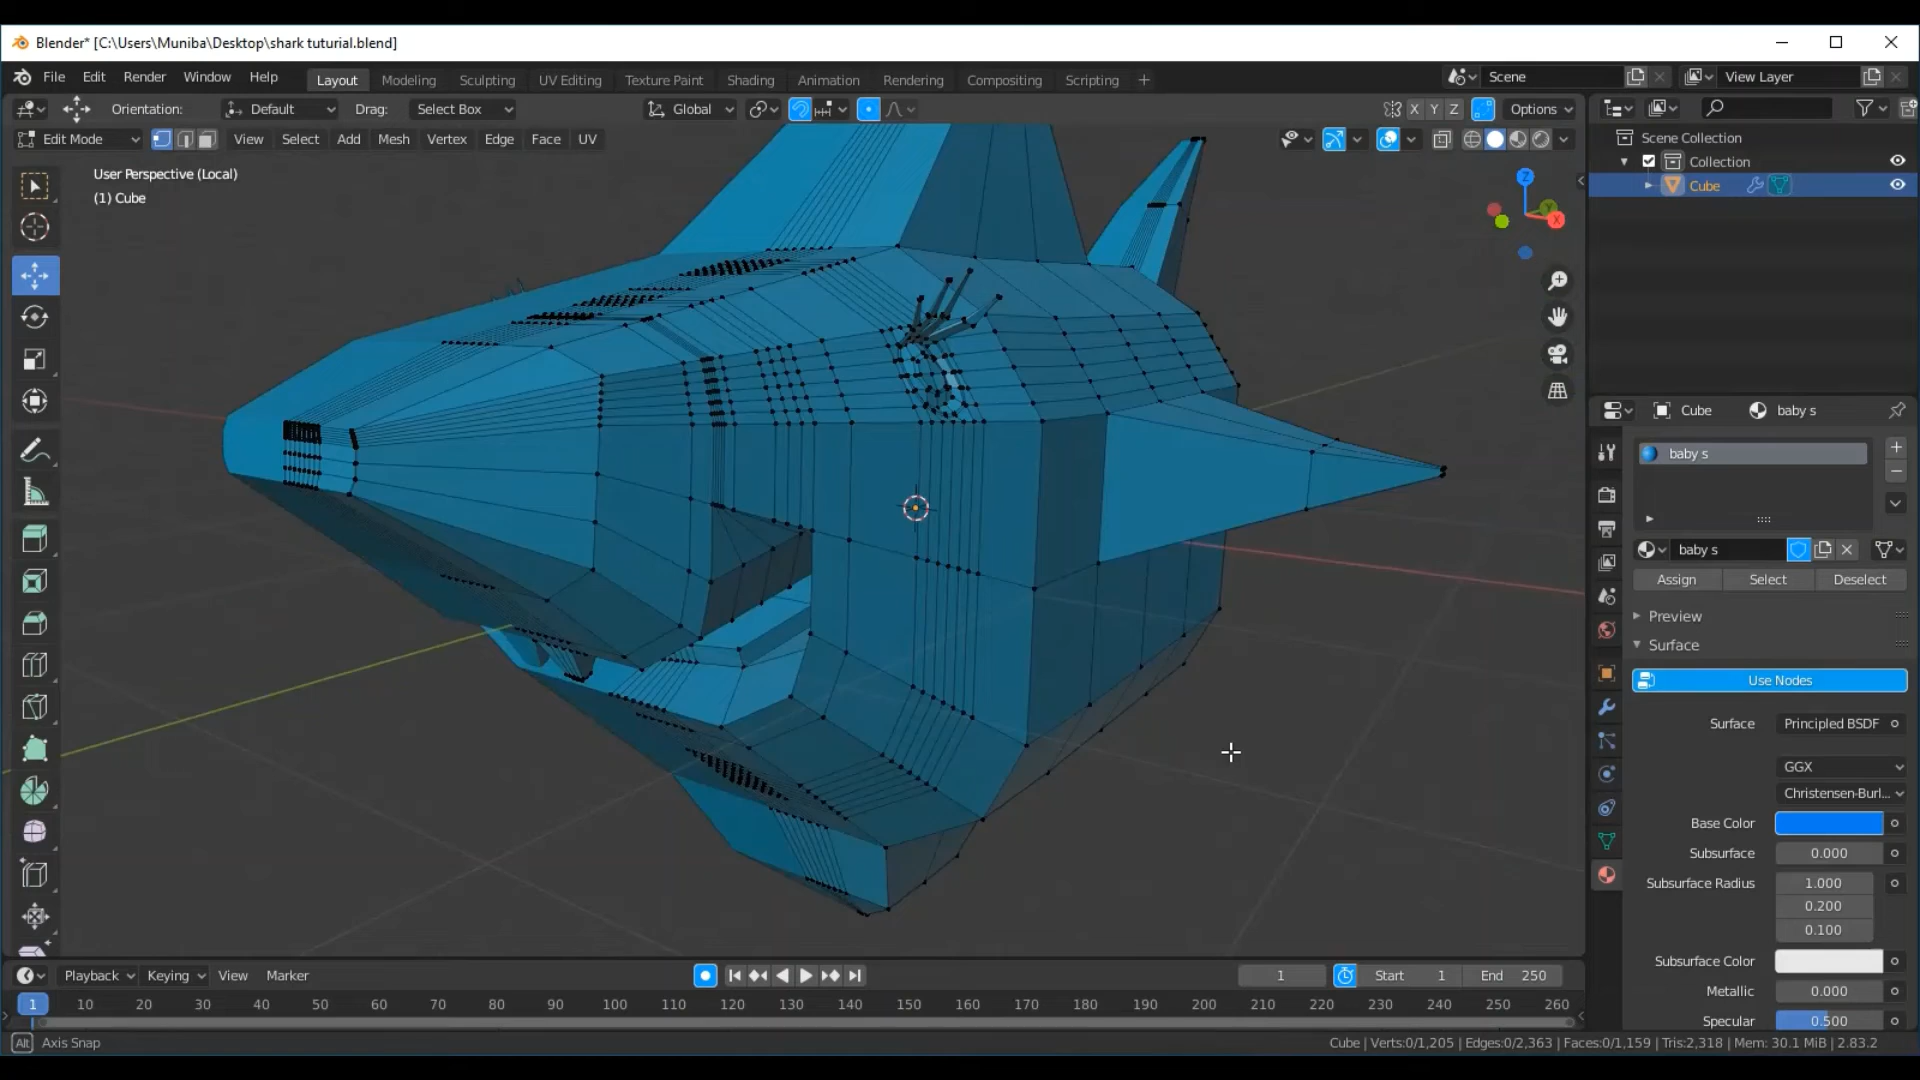 Blender* [C:\Users\Muniba\Desktop\shark tuturial.blend]
File Edit Render Window Help Layout Modeling Sculpting UV Editing Texture Paint Shading Animation Rendering Compositing Scripting + Scene View Layer
Orientation: Default Drag: Select Box Global X Y Z Options
Edit Mode View Select Add Mesh Vertex Edge Face UV
User Perspective (Local)
(1) Cube
Z
Y
X
Scene Collection
Collection
Cube
Cube baby s
baby s
baby s
Assign Select Deselect
Preview
Surface
Use Nodes
Surface Principled BSDF
GGX
Christensen-Burl...
Base Color
Subsurface 0.000
Subsurface Radius 1.000
0.200
0.100
Subsurface Color
Metallic 0.000
Specular 0.500
Playback Keying View Marker 1 Start 1 End 250
1 10 20 30 40 50 60 70 80 90 100 110 120 130 140 150 160 170 180 190 200 210 220 230 240 250 260
Alt Axis Snap
Cube | Verts:0/1,205 | Edges:0/2,363 | Faces:0/1,159 | Tris:2,318 | Mem: 30.1 MiB | 2.83.2